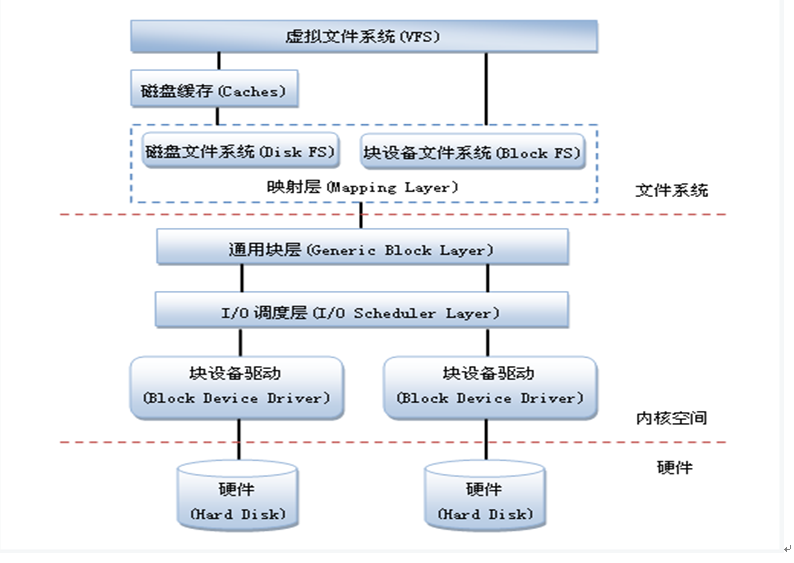 虚拟文件系统(VFS)
磁盘缓存(Caches)
磁盘文件系统(Disk FS)
块设备文件系统(Block FS)
映射层(Mapping Layer)
文件系统
通用块层(Generic Block Layer)
I/O 调度层(I/O Scheduler Layer)
块设备驱动
(Block Device Driver)
块设备驱动
(Block Device Driver)
内核空间
硬件
硬件
(Hard Disk)
硬件
(Hard Disk)